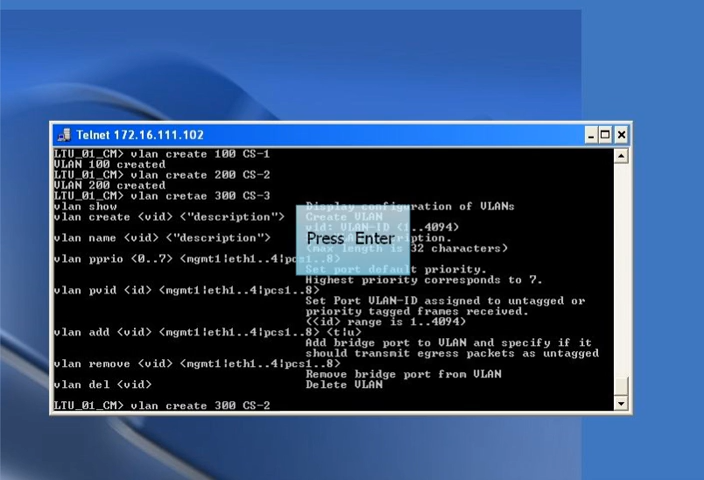 Telnet 172.16.111.102
LTU_01_CM> vlan create 100 CS-1
VLAN 100 created
LTU_01_CM> vlan create 200 CS-2
VLAN 200 created
LTU_01_CM> vlan cretae 300 CS-3
vlan show Display configuration of VLANs
vlan create <vid> <"description"> Create VLAN
vid: VLAN-ID (1..4094)
vlan name <vid> <"description"> description.
(max length is 32 characters)
vlan pprio <0..7> <mgmt1|eth1..4|pcs1..8>
Set port default priority.
Highest priority corresponds to 7.
vlan pvid <id> <mgmt1|eth1..4|pcs1..8>
Set Port VLAN-ID assigned to untagged or
priority tagged frames received.
(<id> range is 1..4094)
vlan add <vid> <mgmt1|eth1..4|pcs1..8> <t|u>
Add bridge port to VLAN and specify if it
should transmit egress packets as untagged
vlan remove <vid> <mgmt1|eth1..4|pcs1..8>
Remove bridge port from VLAN
vlan del <vid> Delete VLAN
LTU_01_CM> vlan create 300 CS-2
Press Enter